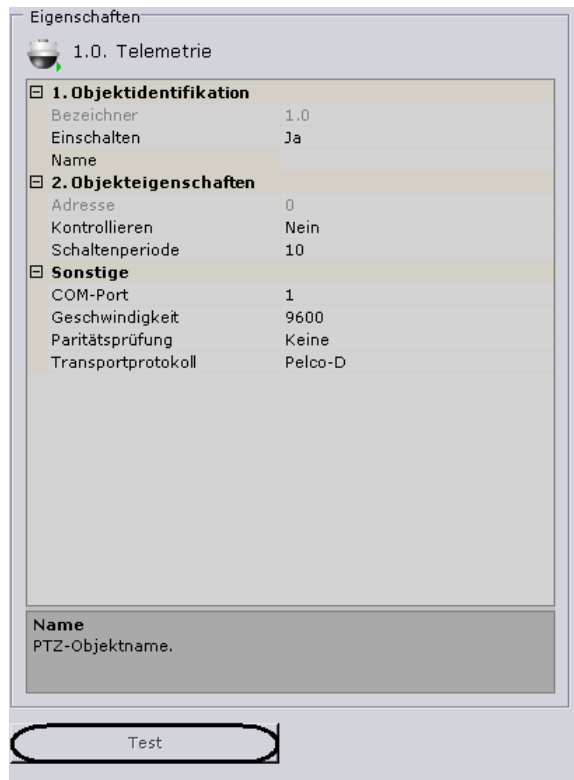 Eigenschaften
1.0. Telemetrie
1. Objektidentifikation
Bezeichner 1.0
Einschalten Ja
Name
2. Objekteigenschaften
Adresse 0
Kontrollieren Nein
Schaltenperiode 10
Sonstige
COM-Port 1
Geschwindigkeit 9600
Paritätsprüfung Keine
Transportprotokoll Pelco-D
Name
PTZ-Objektname.
Test